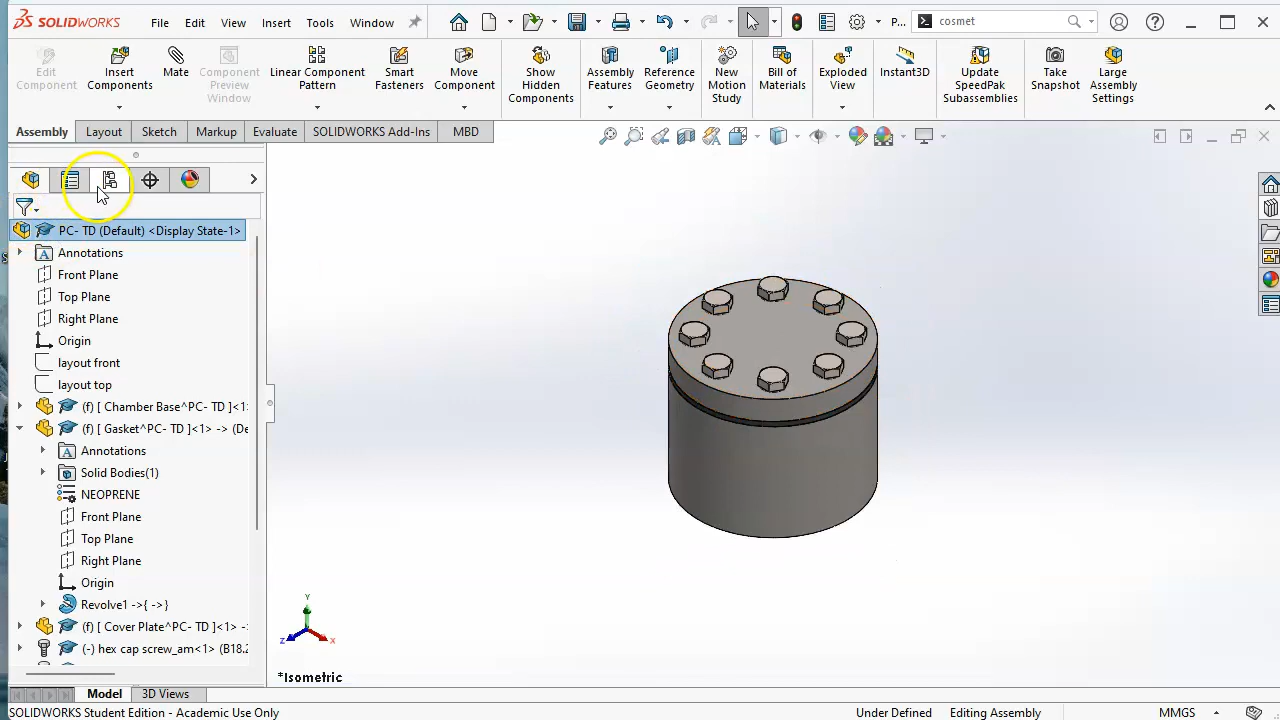 SOLIDWORKS File Edit View Insert Tools Window P... cosmet
Edit Component
Insert Components
Mate
Component Preview Window
Linear Component Pattern
Smart Fasteners
Move Component
Show Hidden Components
Assembly Features
Reference Geometry
New Motion Study
Bill of Materials
Exploded View
Instant3D
Update SpeedPak Subassemblies
Take Snapshot
Large Assembly Settings
Assembly Layout Sketch Markup Evaluate SOLIDWORKS Add-Ins MBD
PC- TD (Default) <Display State-1>
Annotations
Front Plane
Top Plane
Right Plane
Origin
layout front
layout top
(f) [ Chamber Base^PC- TD ]<1>
(f) [ Gasket^PC- TD ]<1> -> (De
Annotations
Solid Bodies(1)
NEOPRENE
Front Plane
Top Plane
Right Plane
Origin
Revolve1 ->{ ->}
(f) [ Cover Plate^PC- TD ]<1> -
(-) hex cap screw_am<1> (B18.2
Y
Z X
*Isometric
Model 3D Views
SOLIDWORKS Student Edition - Academic Use Only Under Defined Editing Assembly MMGS